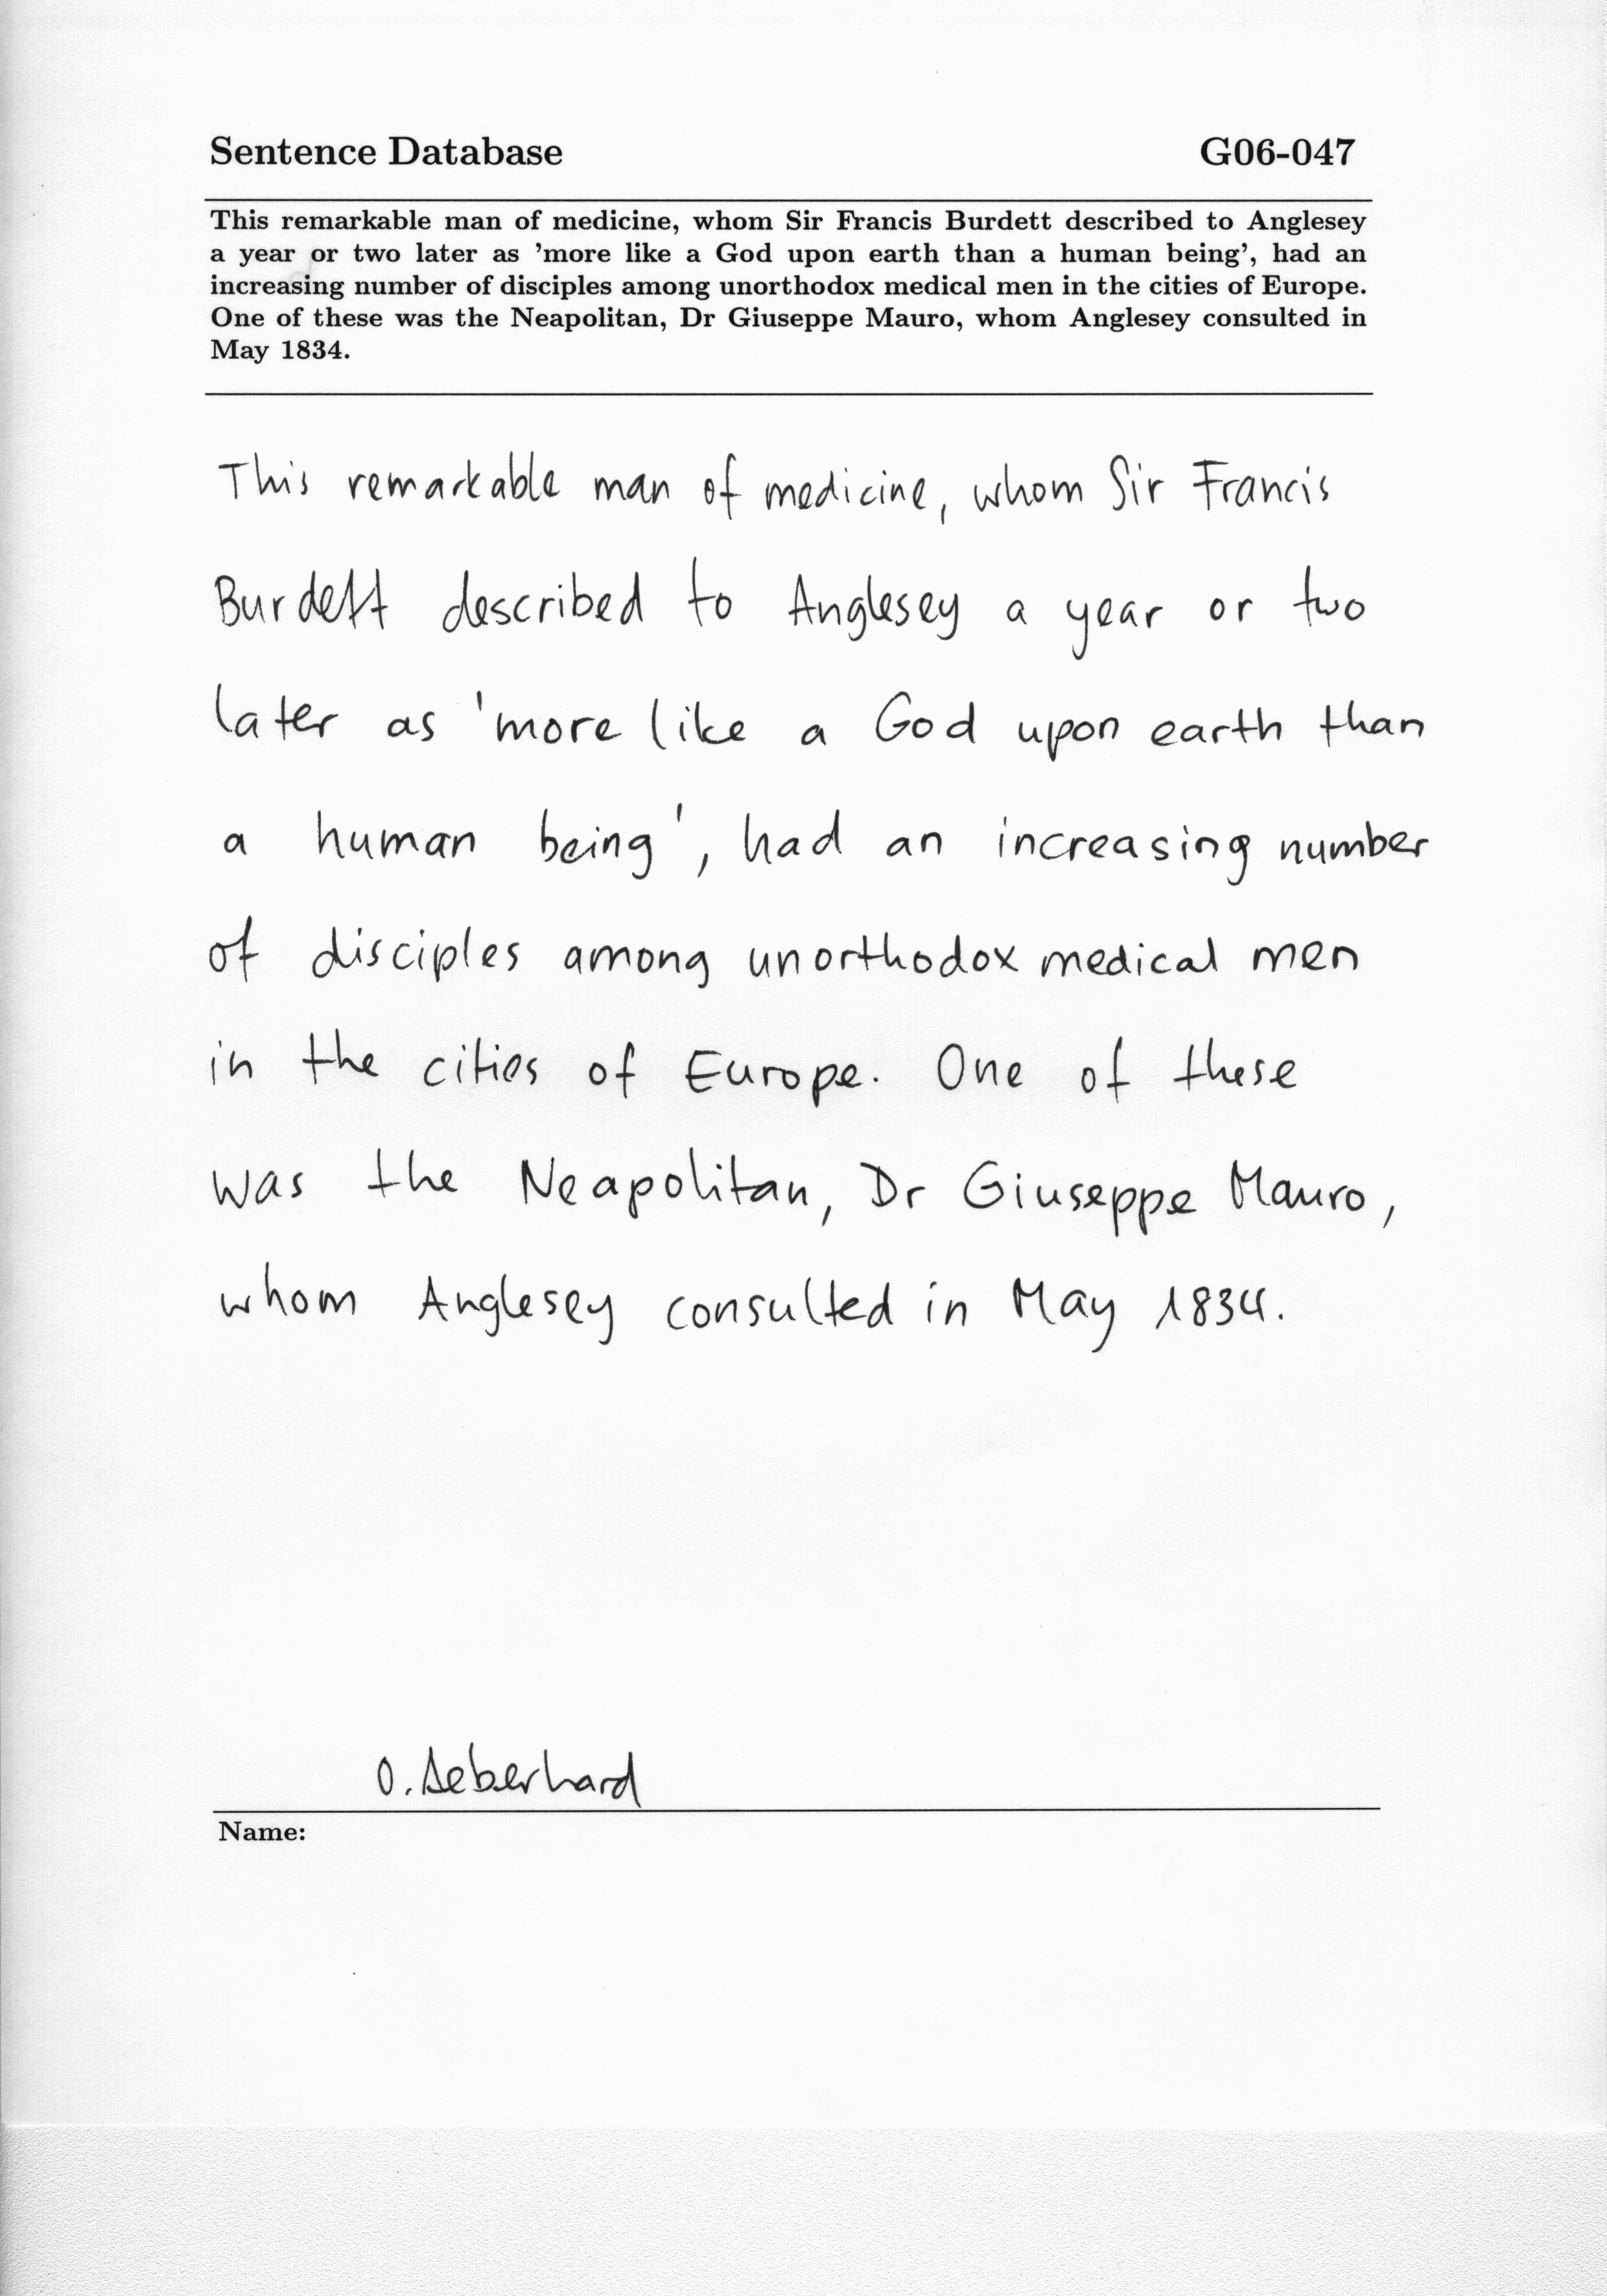 Sentence Database G06-047
This remarkable man of medicine, whom Sir Francis Burdett described to Anglesey
a year or two later as 'more like a God upon earth than a human being', had an
increasing number of disciples among unorthodox medical men in the cities of Europe.
One of these was the Neapolitan, Dr Giuseppe Mauro, whom Anglesey consulted in
May 1834.
This remarkable man of medicine, whom Sir Francis
Burdett described to Anglesey a year or two
later as 'more like a God upon earth than
a human being', had an increasing number
of disciples among unorthodox medical men
in the cities of Europe. One of these
was the Neapolitan, Dr Giuseppe Mauro,
whom Anglesey consulted in May 1834.
O. Aeberhard
Name: